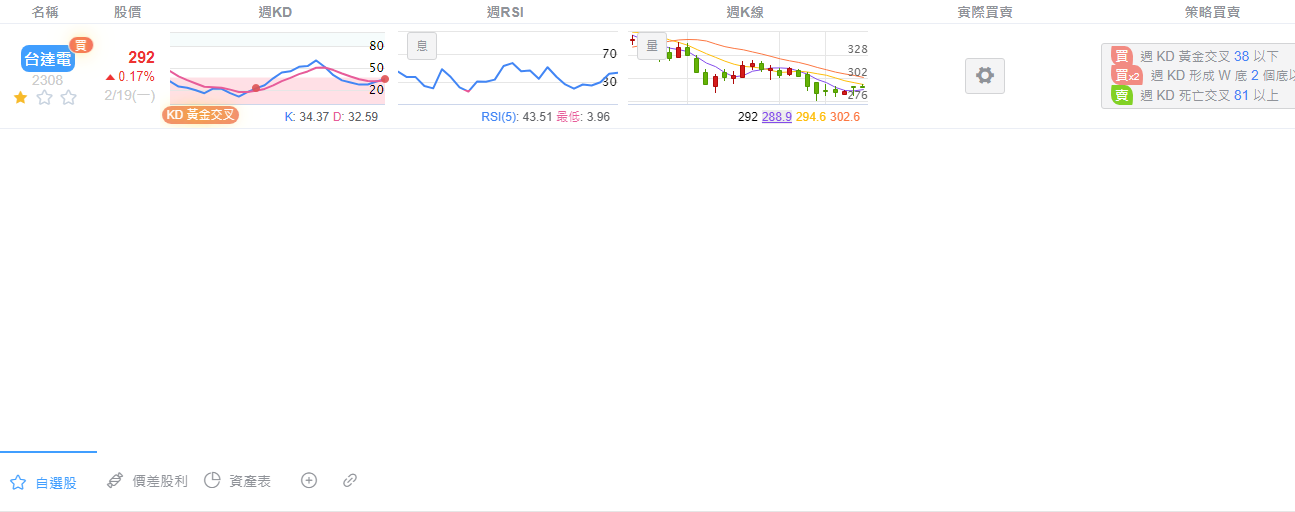 名稱 股價 週KD 週RSI 週K線 實際買賣 策略買賣
台達電 買
2308
292
0.17%
2/19(一)
80
50
20
KD 黃金交叉
K: 34.37 D: 32.59
息
70
30
RSI(5): 43.51 最低: 3.96
量
328
302
276
292 288.9 294.6 302.6
買 週 KD 黃金交叉 38 以下
買x2 週 KD 形成 W 底 2 個底以
賣 週 KD 死亡交叉 81 以上
自選股 價差股利 資產表